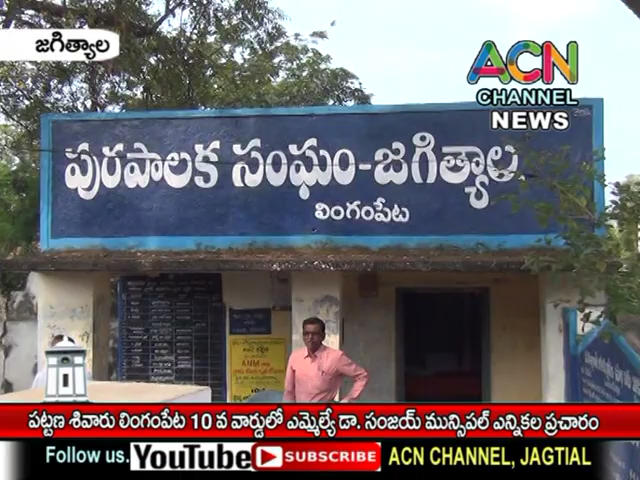 జగిత్యాల
ACN
CHANNEL
NEWS
పురపాలక సంఘం-జగిత్యాల
వింగంపేట
ANM
పట్టణ శివారు లింగంపేట 10 వ వార్డులో ఎమ్మెల్యే డా. సంజయ్ మున్సిపల్ ఎన్నికల ప్రచారం
Follow us. YouTube SUBSCRIBE ACN CHANNEL, JAGTIAL